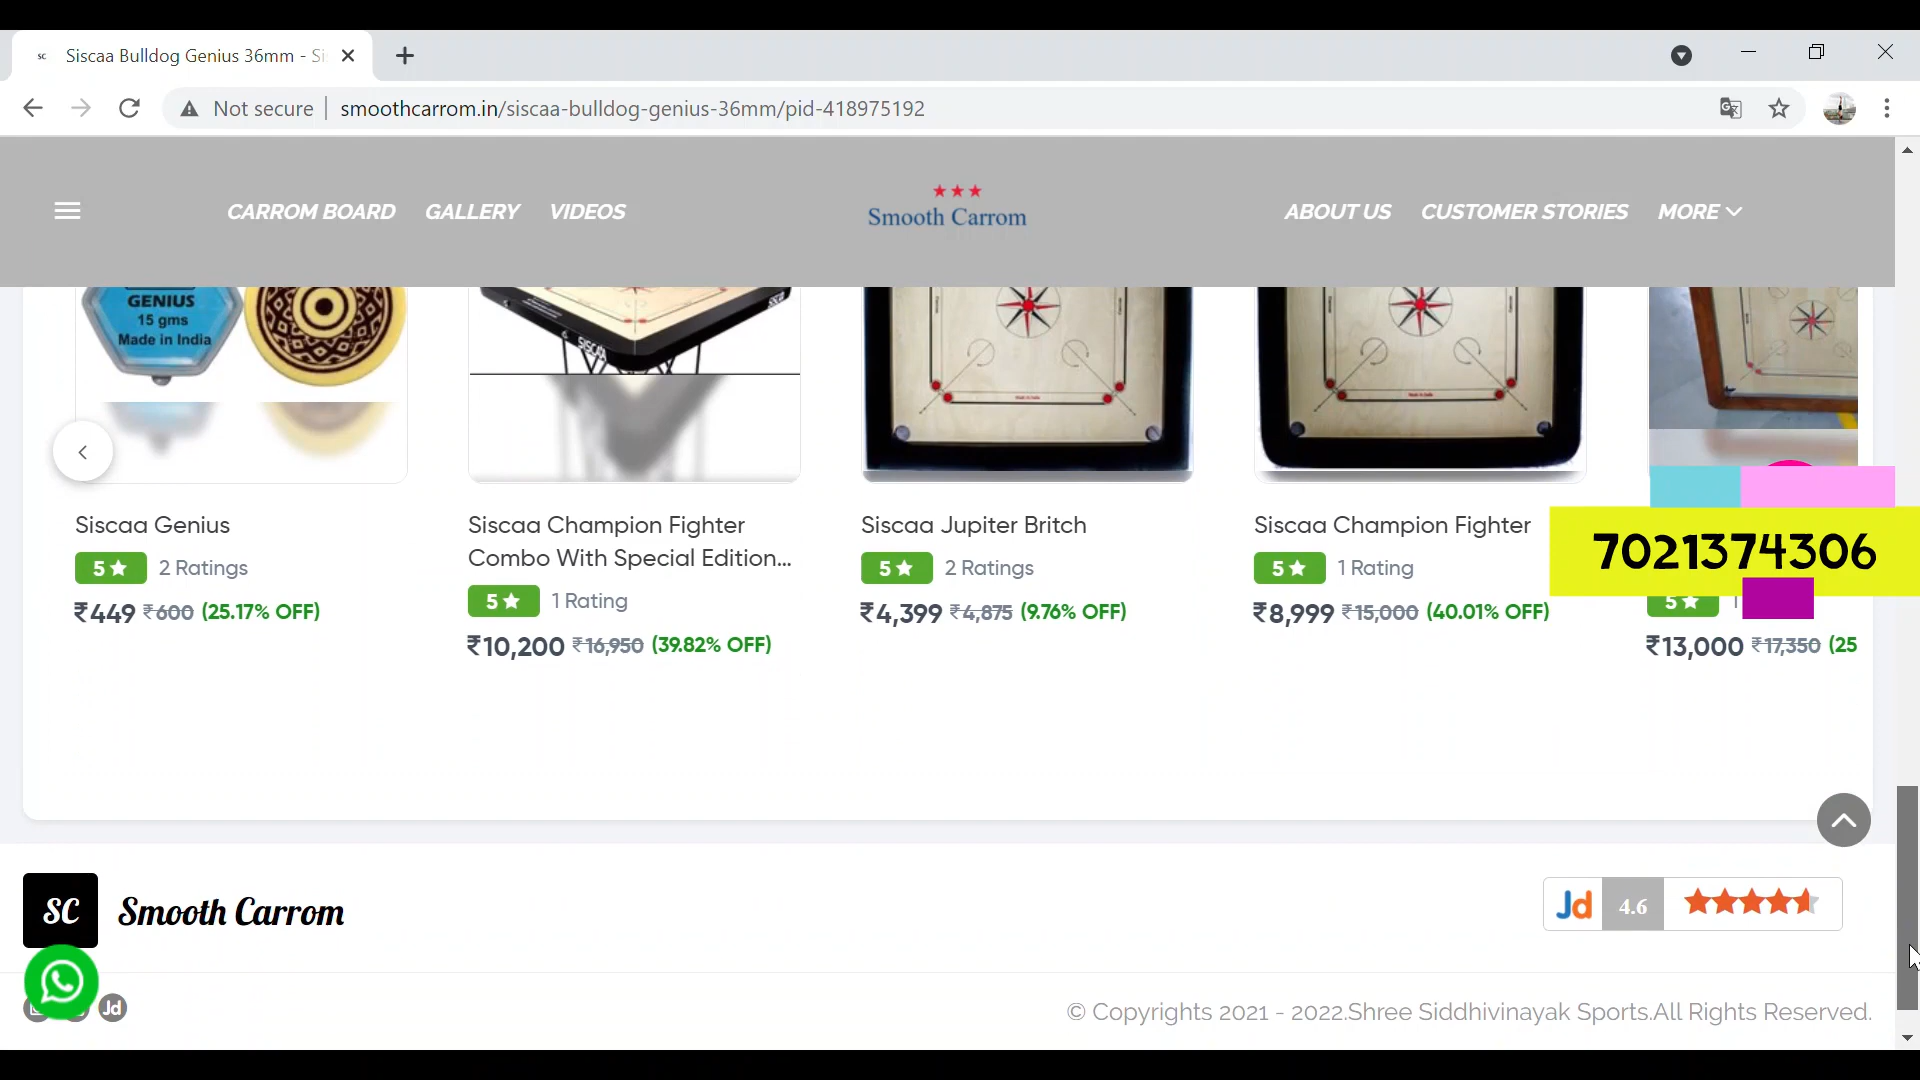 SC Siscaa Bulldog Genius 36mm - Si
Not secure smoothcarrom.in/siscaa-bulldog-genius-36mm/pid-418975192
CARROM BOARD GALLERY VIDEOS
Smooth Carrom
ABOUT US CUSTOMER STORIES MORE
GENIUS
15 gms
Made in India
SISCAA
Siscaa Genius
5★ 2 Ratings
₹449 ₹600 (25.17% OFF)
Siscaa Champion Fighter
Combo With Special Edition...
5★ 1 Rating
₹10,200 ₹16,950 (39.82% OFF)
Siscaa Jupiter Britch
5★ 2 Ratings
₹4,399 ₹4,875 (9.76% OFF)
Siscaa Champion Fighter
5★ 1 Rating
₹8,999 ₹15,000 (40.01% OFF)
7021374306
5★ 1
₹13,000 ₹17,350 (25
SC Smooth Carrom
Jd 4.6
Jd
© Copyrights 2021 - 2022.Shree Siddhivinayak Sports.All Rights Reserved.